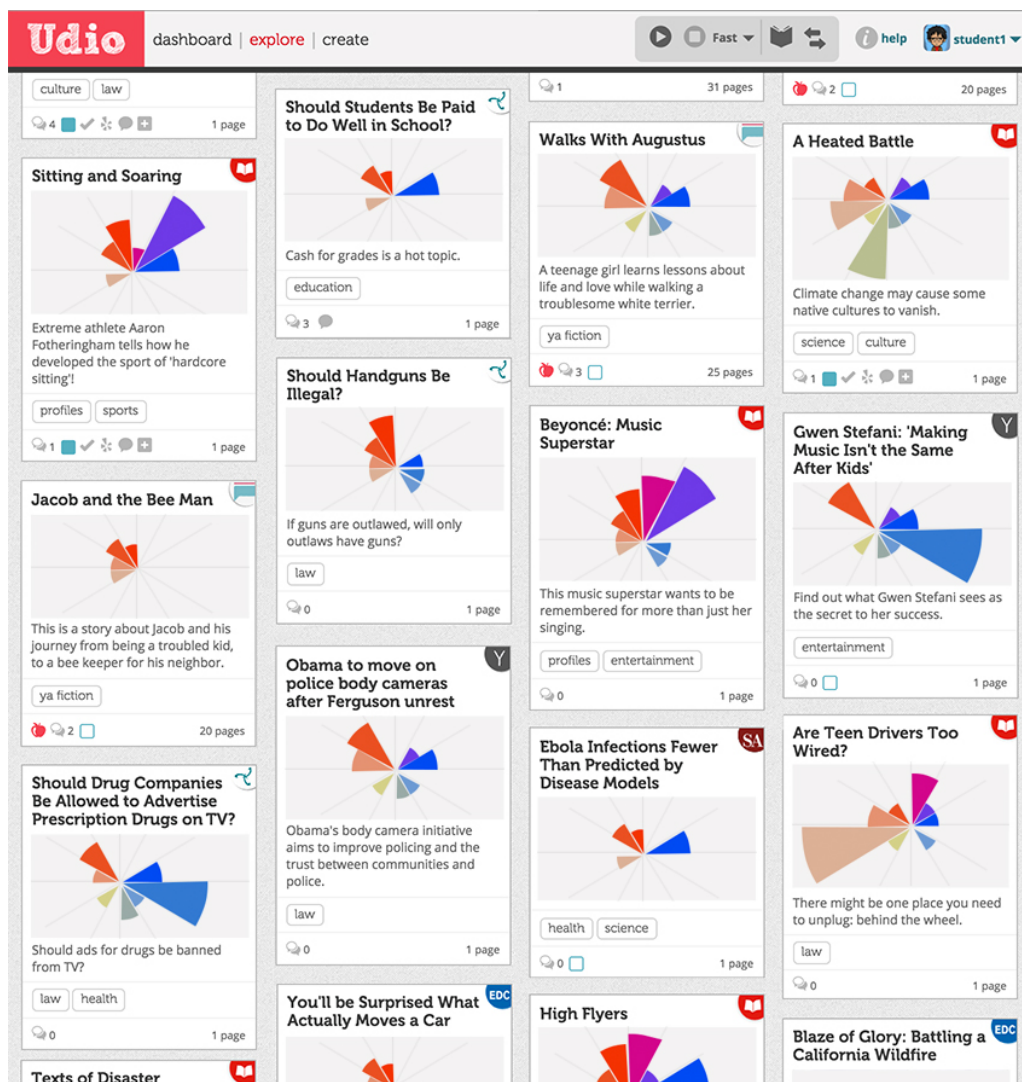 Udio
dashboard | explore | create
Fast
help
student1
culture
law
4
1 page
Sitting and Soaring
Extreme athlete Aaron
Fotheringham tells how he
developed the sport of 'hardcore
sitting'!
profiles
sports
1
1 page
Jacob and the Bee Man
This is a story about Jacob and his
journey from being a troubled kid,
to a bee keeper for his neighbor.
ya fiction
2
20 pages
Should Drug Companies
Be Allowed to Advertise
Prescription Drugs on TV?
Should ads for drugs be banned
from TV?
law
health
0
1 page
Texts of Disaster
Should Students Be Paid
to Do Well in School?
Cash for grades is a hot topic.
education
3
1 page
Should Handguns Be
Illegal?
If guns are outlawed, will only
outlaws have guns?
law
0
1 page
Obama to move on
police body cameras
after Ferguson unrest
Y
Obama's body camera initiative
aims to improve policing and the
trust between communities and
police.
law
0
1 page
You'll be Surprised What
Actually Moves a Car
EDC
1
31 pages
Walks With Augustus
A teenage girl learns lessons about
life and love while walking a
troublesome white terrier.
ya fiction
3
25 pages
Beyoncé: Music
Superstar
This music superstar wants to be
remembered for more than just her
singing.
profiles
entertainment
0
1 page
Ebola Infections Fewer
Than Predicted by
Disease Models
SA
health
science
0
1 page
High Flyers
2
20 pages
A Heated Battle
Climate change may cause some
native cultures to vanish.
science
culture
1
1 page
Gwen Stefani: 'Making
Music Isn't the Same
After Kids'
Y
Find out what Gwen Stefani sees as
the secret to her success.
entertainment
0
1 page
Are Teen Drivers Too
Wired?
There might be one place you need
to unplug: behind the wheel.
law
0
1 page
Blaze of Glory: Battling a
California Wildfire
EDC